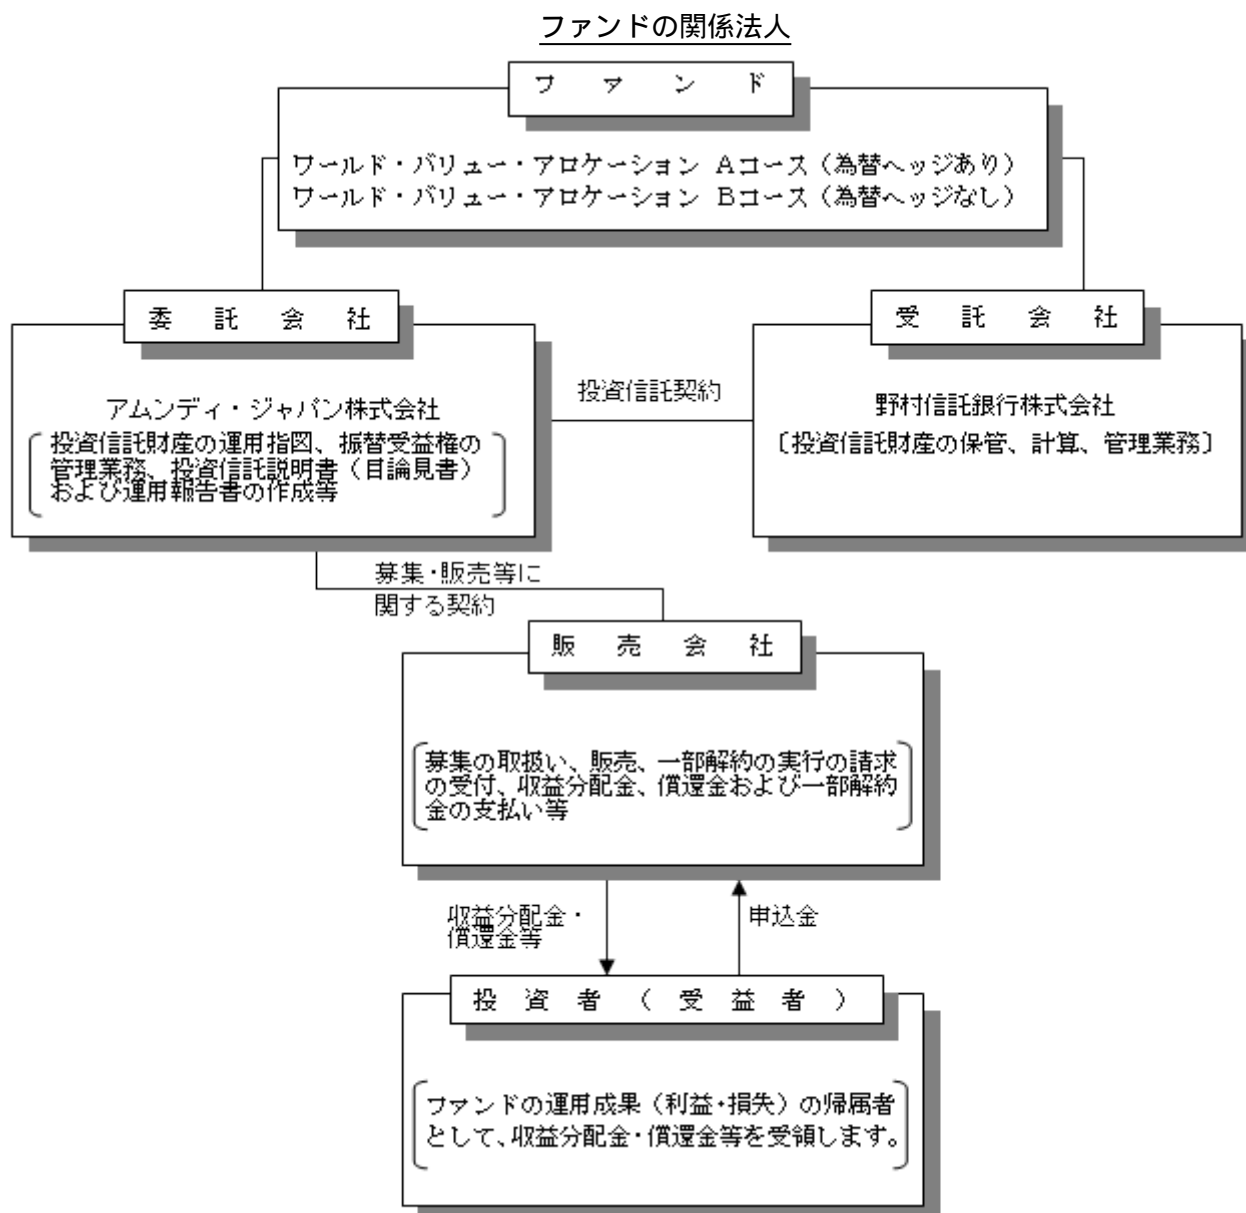 ファンドの関係法人
ファンド
ワールド・バリュー・アロケーション Aコース（為替ヘッジあり）
ワールド・バリュー・アロケーション Bコース（為替ヘッジなし）
委託会社
受託会社
アムンディ・ジャパン株式会社
投資信託財産の運用指図、振替受益権の
管理業務、投資信託説明書（目論見書）
および運用報告書の作成等
投資信託契約
野村信託銀行株式会社
〔投資信託財産の保管、計算、管理業務〕
募集・販売等に
関する契約
販売会社
募集の取扱い、販売、一部解約の実行の請求
の受付、収益分配金、償還金および一部解約
金の支払い等
収益分配金・
償還金等
申込金
投資者（受益者）
ファンドの運用成果（利益・損失）の帰属者
として、収益分配金・償還金等を受領します。